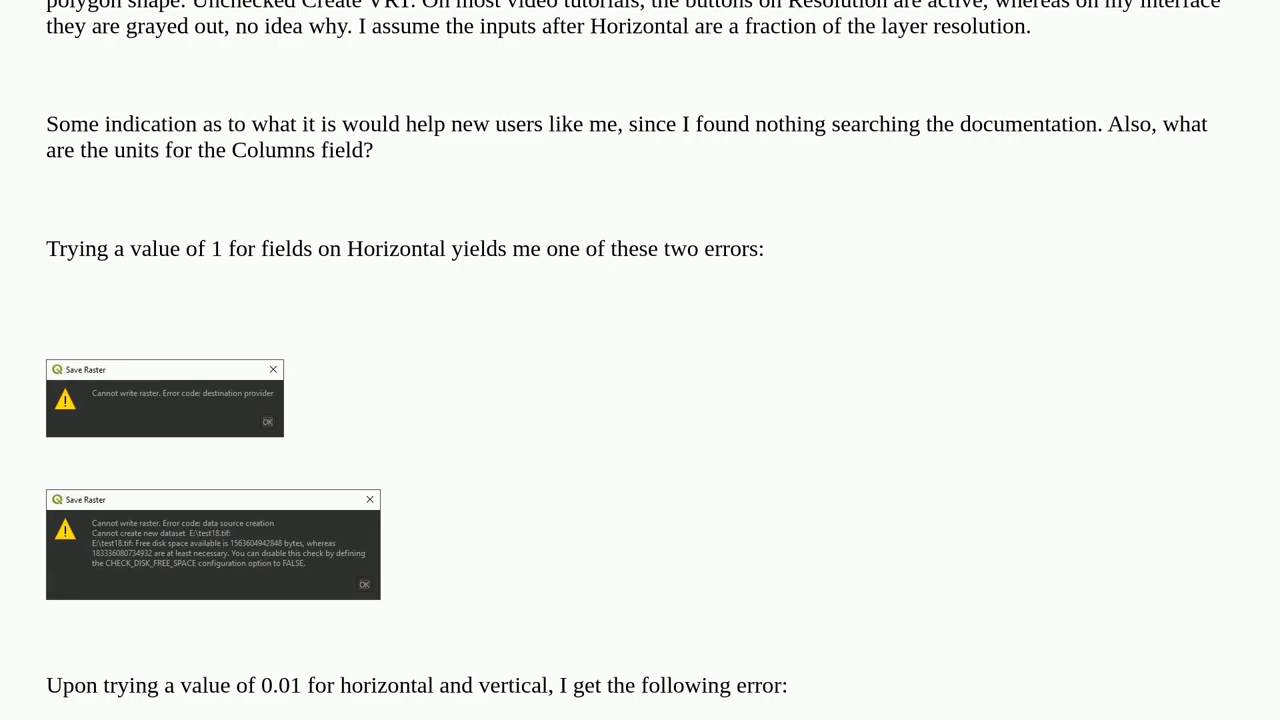 polygon shape. Unchecked Create VRT. On most video tutorials, the buttons on Resolution are active, whereas on my interface
they are grayed out, no idea why. I assume the inputs after Horizontal are a fraction of the layer resolution.
Some indication as to what it is would help new users like me, since I found nothing searching the documentation. Also, what
are the units for the Columns field?
Trying a value of 1 for fields on Horizontal yields me one of these two errors:
Save Raster
Cannot write raster. Error code: destination provider
OK
Save Raster
Cannot write raster. Error code: data source creation
Cannot create new dataset E:\test18.tif:
E:\test18.tif: Free disk space available is 1563604942848 bytes, whereas
183336080734932 are at least necessary. You can disable this check by defining
the CHECK_DISK_FREE_SPACE configuration option to FALSE.
OK
Upon trying a value of 0.01 for horizontal and vertical, I get the following error: